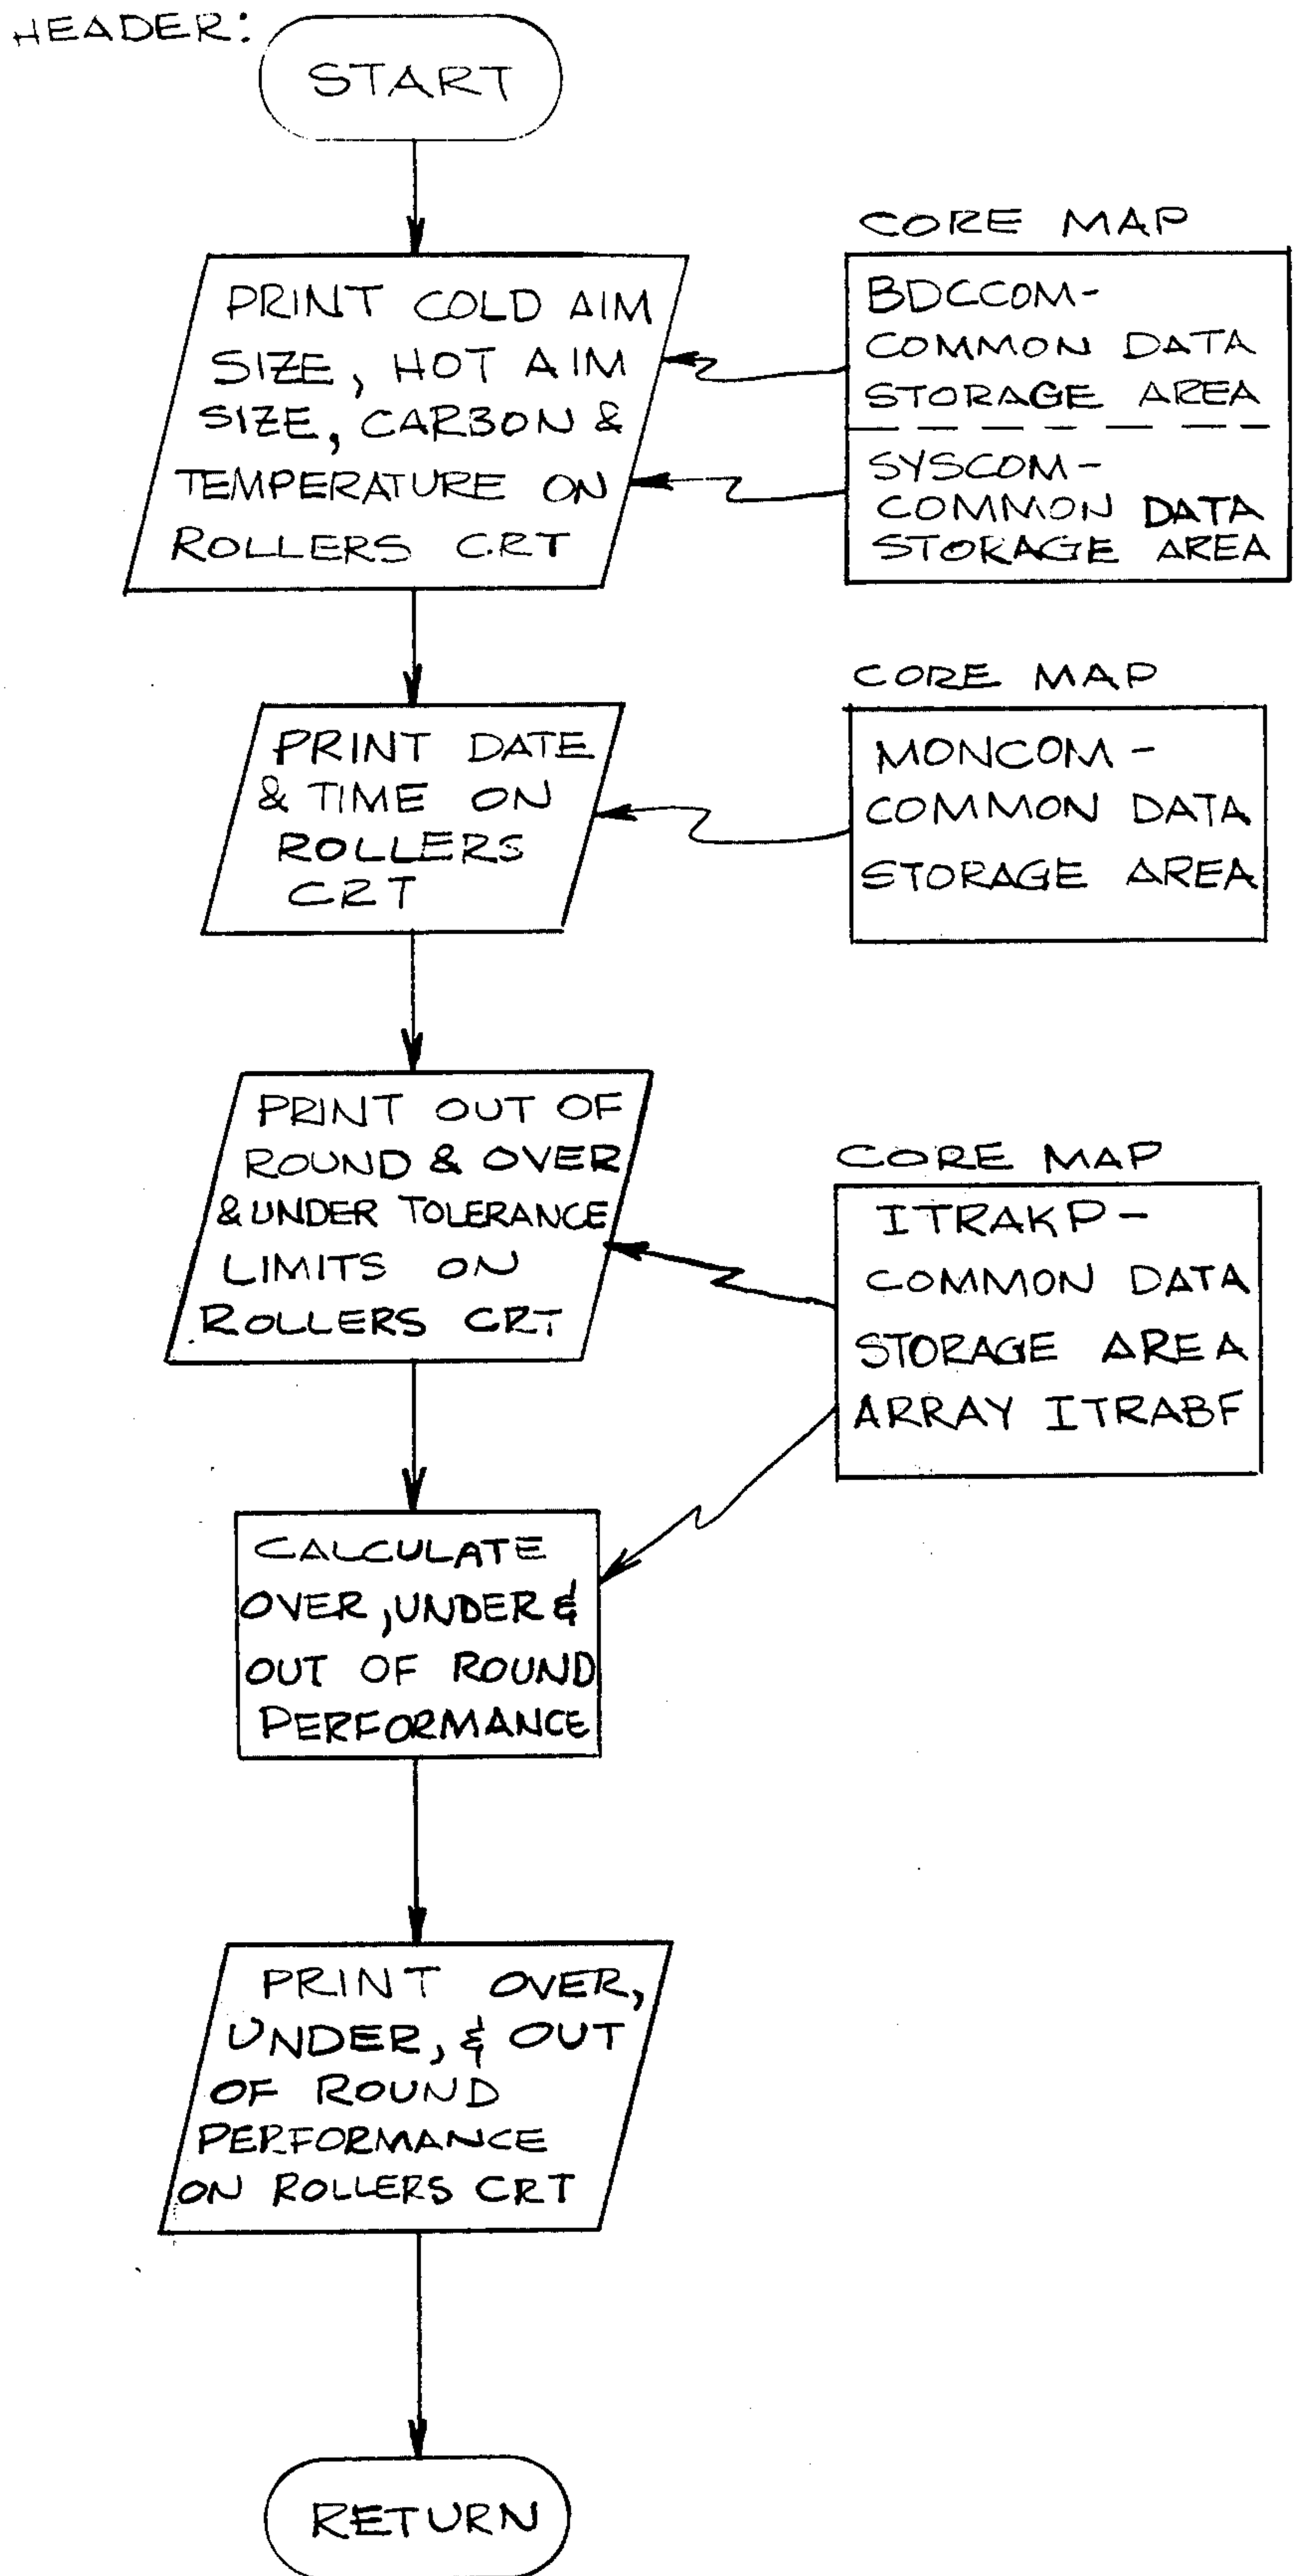 HEADER:
START
PRINT COLD AIM
SIZE, HOT AIM
SIZE, CARBON &
TEMPERATURE ON
ROLLERS CRT
CORE MAP
BDCCOM-
COMMON DATA
STORAGE AREA
SYSCOM-
COMMON DATA
STORAGE AREA
PRINT DATE
& TIME ON
ROLLERS
CRT
CORE MAP
MONCOM-
COMMON DATA
STORAGE AREA
PRINT OUT OF
ROUND & OVER
& UNDER TOLERANCE
LIMITS ON
ROLLERS CRT
CORE MAP
ITRAKP-
COMMON DATA
STORAGE AREA
ARRAY ITRABF
CALCULATE
OVER, UNDER &
OUT OF ROUND
PERFORMANCE
PRINT OVER,
UNDER, & OUT
OF ROUND
PERFORMANCE
ON ROLLERS CRT
RETURN